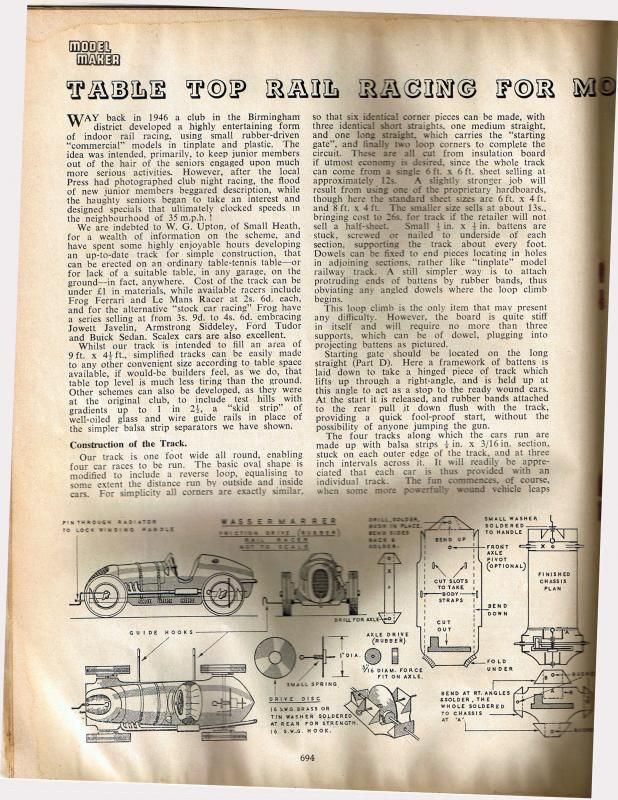 MODEL
MAKER
TABLE TOP RAIL RACING FOR MO
WAY back in 1946 a club in the Birmingham
district developed a highly entertaining form
of indoor rail racing, using small rubber-driven
"commercial" models in tinplate and plastic. The
idea was intended, primarily, to keep junior members
out of the hair of the seniors engaged upon much
more serious activities. However, after the local
Press had photographed club night racing, the flood
of new junior members beggared description, while
the haughty seniors began to take an interest and
designed specials that ultimately clocked speeds in
the neighbourhood of 35 m.p.h.!
We are indebted to W. G. Upton, of Small Heath,
for a wealth of information on the scheme, and
have spent some highly enjoyable hours developing
an up-to-date track for simple construction, that
can be erected on an ordinary table-tennis table—or
for lack of a suitable table, in any garage, on the
ground—in fact, anywhere. Cost of the track can be
under £1 in materials, while available racers include
Frog Ferrari and Le Mans Racer at 2s. 6d. each,
and for the alternative "stock car racing" Frog have
a series selling at from 3s. 9d. to 4s. 6d. embracing
Jowett Javelin, Armstrong Siddeley, Ford Tudor
and Buick Sedan. Scalex cars are also excellent.
Whilst our track is intended to fill an area of
9 ft. x 4½ ft., simplified tracks can be easily made
to any other convenient size according to table space
available, if would-be builders feel, as we do, that
table top level is much less tiring than the ground.
Other schemes can also be developed, as they were
at the original club, to include test hills with
gradients up to 1 in 2½, a "skid strip" of
well-oiled glass and wire guide rails in place of
the simpler balsa strip separators we have shown.
Construction of the Track.
Our track is one foot wide all round, enabling
four car races to be run. The basic oval shape is
modified to include a reverse loop, equalising to
some extent the distance run by outside and inside
cars. For simplicity all corners are exactly similar,
so that six identical corner pieces can be made, with
three identical short straights, one medium straight,
and one long straight, which carries the "starting
gate", and finally two loop corners to complete the
circuit. These are all cut from insulation board
if utmost economy is desired, since the whole track
can come from a single 6 ft. x 6 ft. sheet selling at
approximately 12s. A slightly stronger job will
result from using one of the proprietary hardboards,
though here the standard sheet sizes are 6 ft. x 4 ft.
and 8 ft. x 4 ft. The smaller size sells at about 13s.,
bringing cost to 26s. for track if the retailer will not
sell a half-sheet. Small in. x in. battens are
stuck, screwed or nailed to underside of each
section, supporting the track about every foot.
Dowels can be fixed to end pieces locating in holes
in adjoining sections, rather like "tinplate" model
railway track. A still simpler way is to attach
protruding ends of battens by rubber bands, thus
obviating any angled dowels where the loop climb
begins.
This loop climb is the only item that may present
any difficulty. However, the board is quite stiff
in itself and will require no more than three
supports, which can be of dowel, plugging into
projecting battens as pictured.
Starting gate should be located on the long
straight (Part D). Here a framework of battens is
laid down to take a hinged piece of track which
lifts up through a right-angle, and is held up at
this angle to act as a stop to the ready wound cars.
At the start it is released, and rubber bands attached
to the rear pull it down flush with the track,
providing a quick fool-proof start, without the
possibility of anyone jumping the gun.
The four tracks along which the cars run are
made up with balsa strips in. x 3/16 in. section,
stuck on each outer edge of the track, and at three
inch intervals across it. It will readily be appre-
ciated that each car is thus provided with an
individual track. The fun commences, of course,
when some more powerfully wound vehicle leaps
PIN THROUGH RADIATOR
TO LOCK WINDING HANDLE
WASSERMARRER
FRICTION DRIVE (RUBBER)
RAIL RACER
NOT TO SCALE
DRILL, SOLDER,
BUSH IN PLACE.
BEND SIDES
BACK &
SOLDER.
DRILL FOR AXLE
BEND UP
CUT SLOTS
TO TAKE
BODY
STRAPS
CUT
OUT
SMALL WASHER
SOLDERED
TO HANDLE
FRONT
AXLE
PIVOT
(OPTIONAL)
X
FINISHED
CHASSIS
PLAN
BEND
DOWN
FOLD
UNDER
GUIDE HOOKS
1" DIA.
SMALL SPRING
DRIVE DISC
16 S.W.G. BRASS OR
TIN WASHER SOLDERED
AT REAR FOR STRENGTH.
16 S.W.G. HOOK.
AXLE DRIVE
(RUBBER)
3/16 DIAM. FORCE
FIT ON AXLE.
A
BEND AT RT. ANGLES
& SOLDER, THE
WHOLE SOLDERED
TO CHASSIS
AT 'A'
694